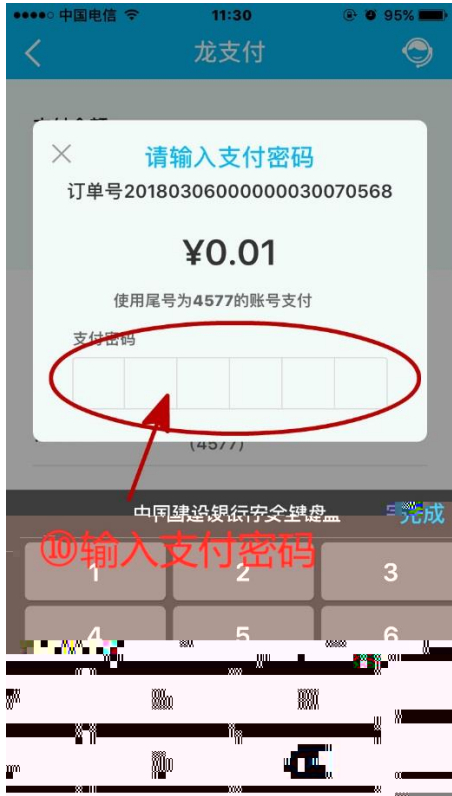 中国电信 11:30 95%
龙支付
请输入支付密码
订单号20180306000000030070568
¥0.01
使用尾号为4577的账号支付
支付密码
(4577)
中国建设银行安全键盘 完成
⑩输入支付密码
1 2 3
4 5 6